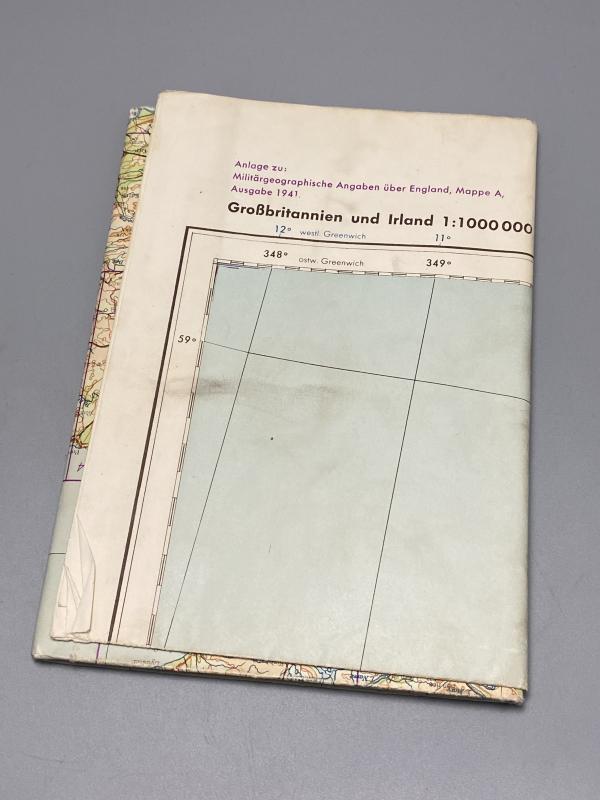 Anlage zu:
Militärgeographische Angaben über England, Mappe A,
Ausgabe 1941.
Großbritannien und Irland 1:1000000
12° westl. Greenwich 11°
348° ostw. Greenwich 349°
59°
4